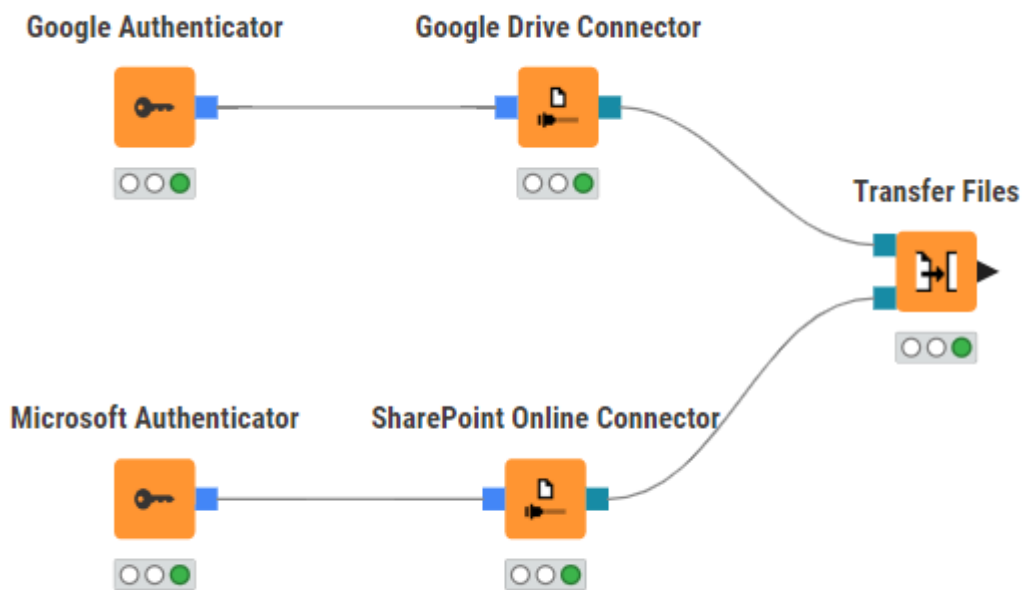 Google Authenticator
Google Drive Connector
Transfer Files
Microsoft Authenticator
SharePoint Online Connector